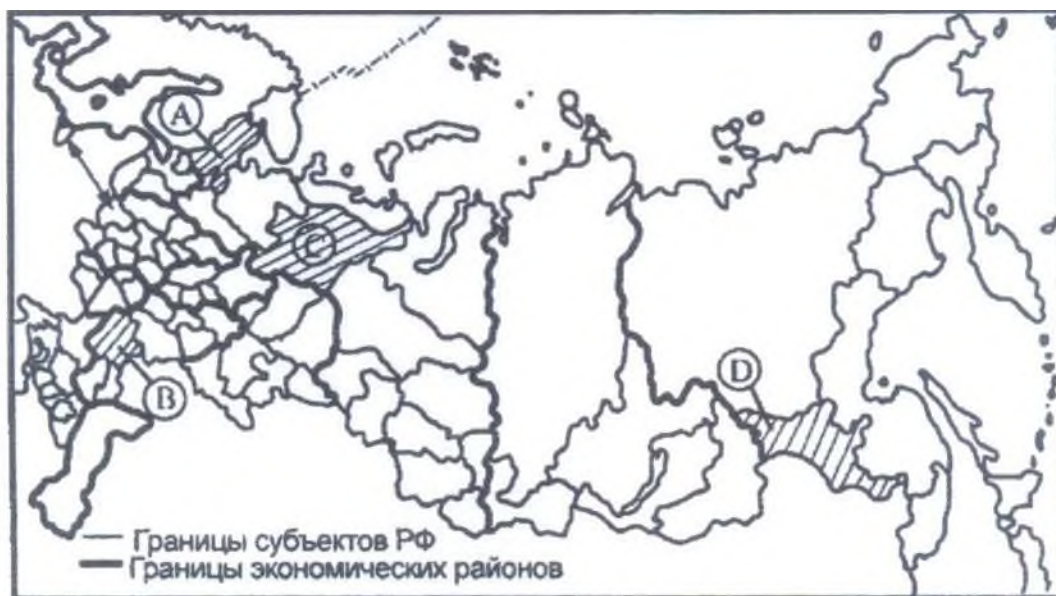 A
C
D
B
Границы субъектов РФ
Границы экономических районов